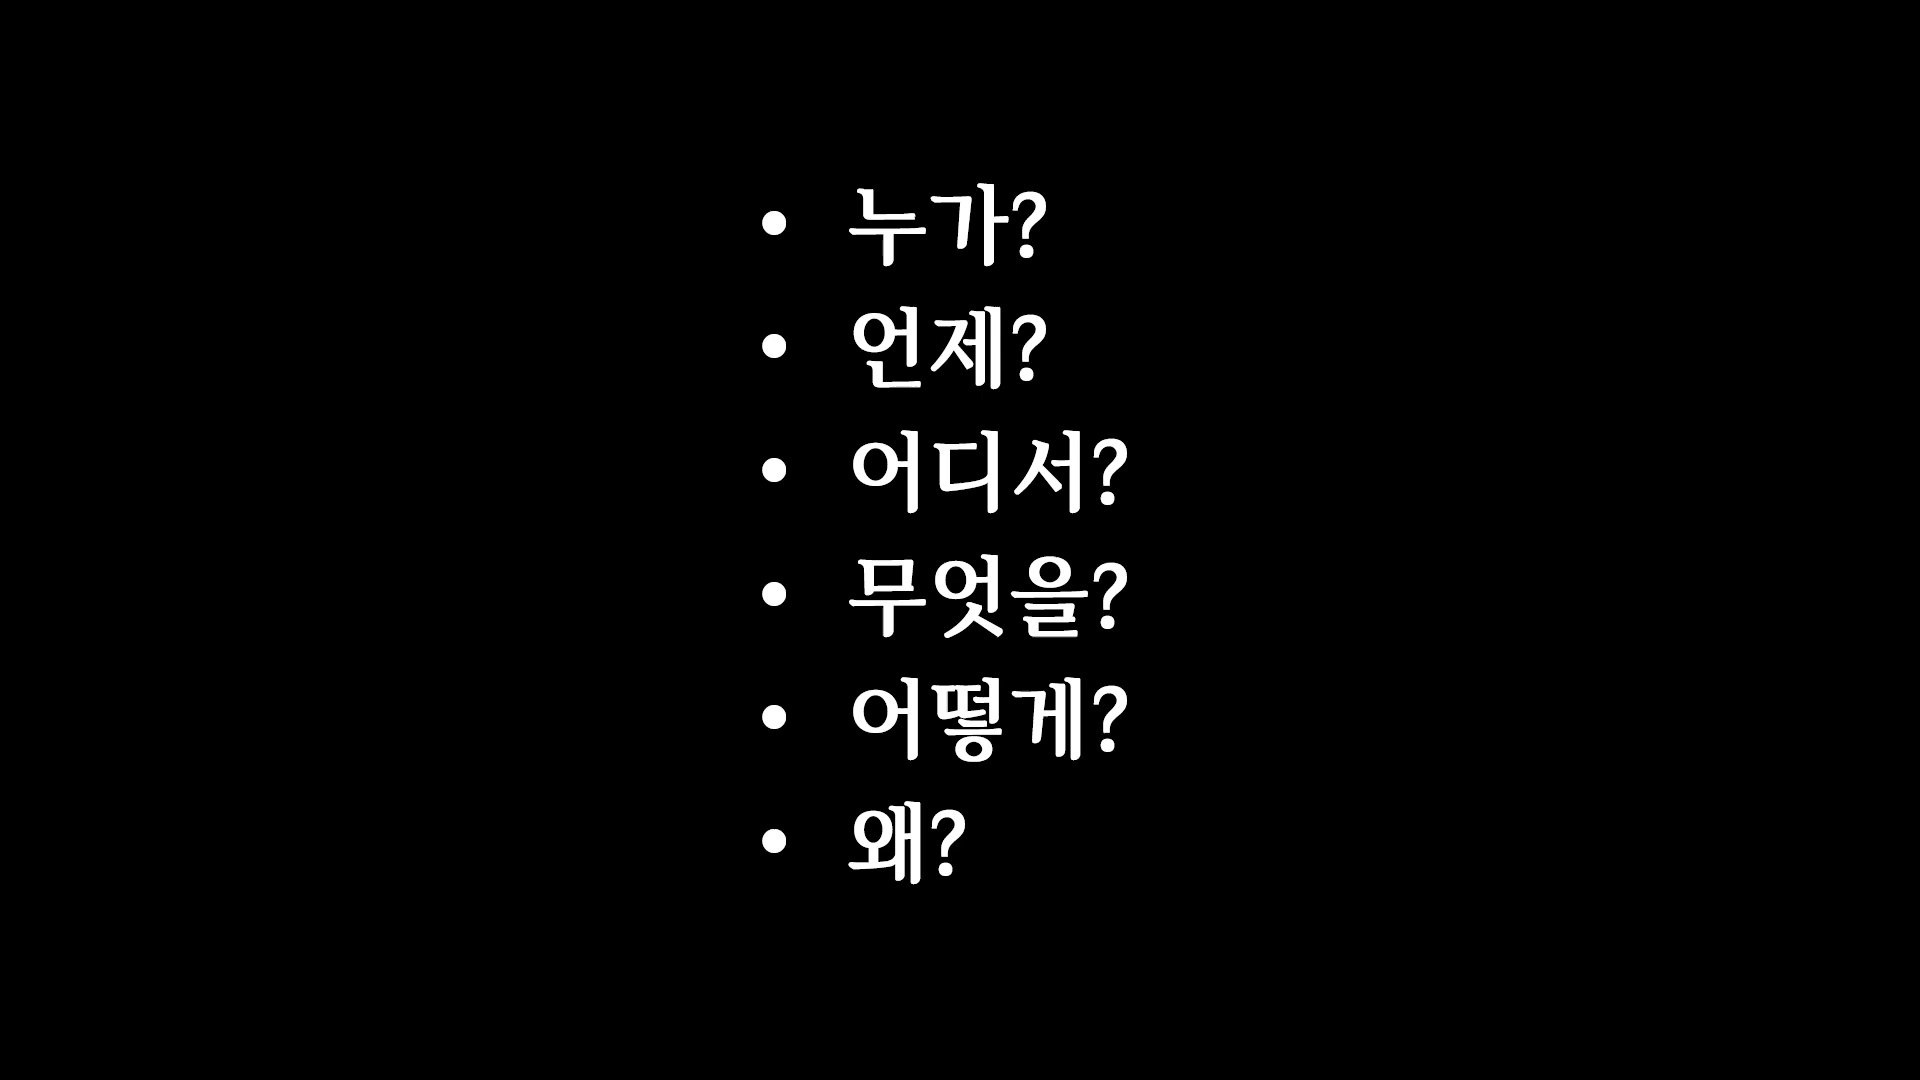 • 누가?
• 언제?
• 어디서?
• 무엇을?
• 어떻게?
• 왜?